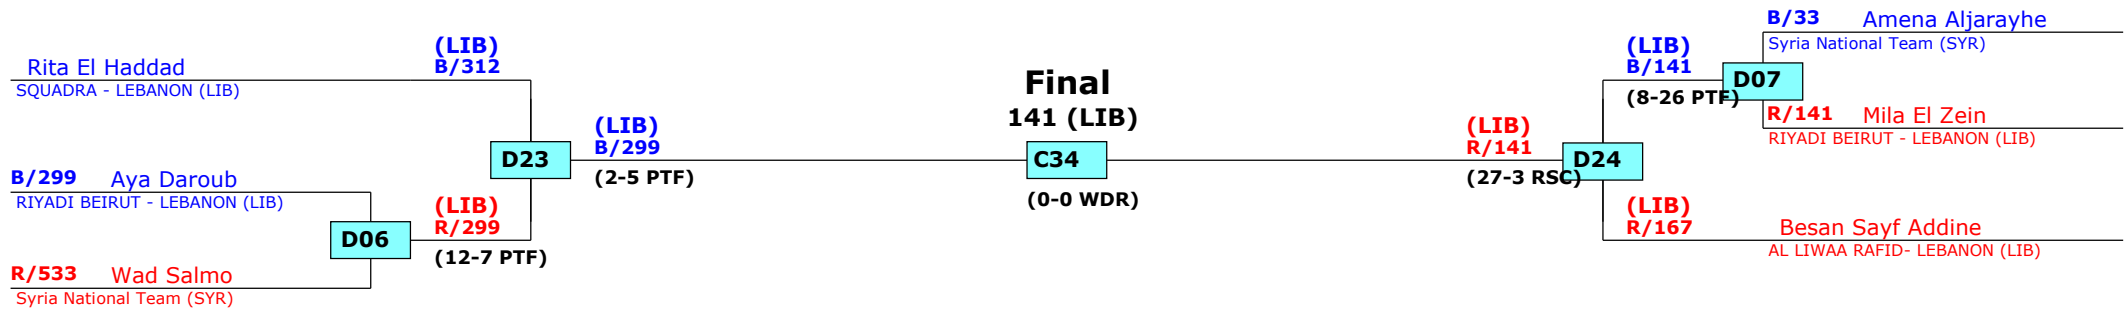 Rita El Haddad
SQUADRA - LEBANON (LIB)
(LIB)
B/312
B/299 Aya Daroub
RIYADI BEIRUT - LEBANON (LIB)
D06
R/533 Wad Salmo
Syria National Team (SYR)
(LIB)
R/299
(12-7 PTF)
D23
(LIB)
B/299
(2-5 PTF)
Final
141 (LIB)
C34
(0-0 WDR)
(LIB)
R/141
(27-3 RSC)
D24
(LIB)
B/141
(8-26 PTF)
D07
B/33 Amena Aljarayhe
Syria National Team (SYR)
R/141 Mila El Zein
RIYADI BEIRUT - LEBANON (LIB)
(LIB)
R/167
Besan Sayf Addine
AL LIWAA RAFID- LEBANON (LIB)